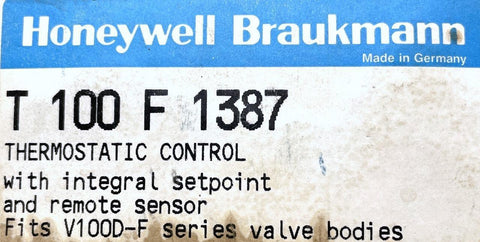 Honeywell Braukmann
Made in Germany
T 100 F 1387
THERMOSTATIC CONTROL
with integral setpoint
and remote sensor
Fits V100D-F series valve bodies